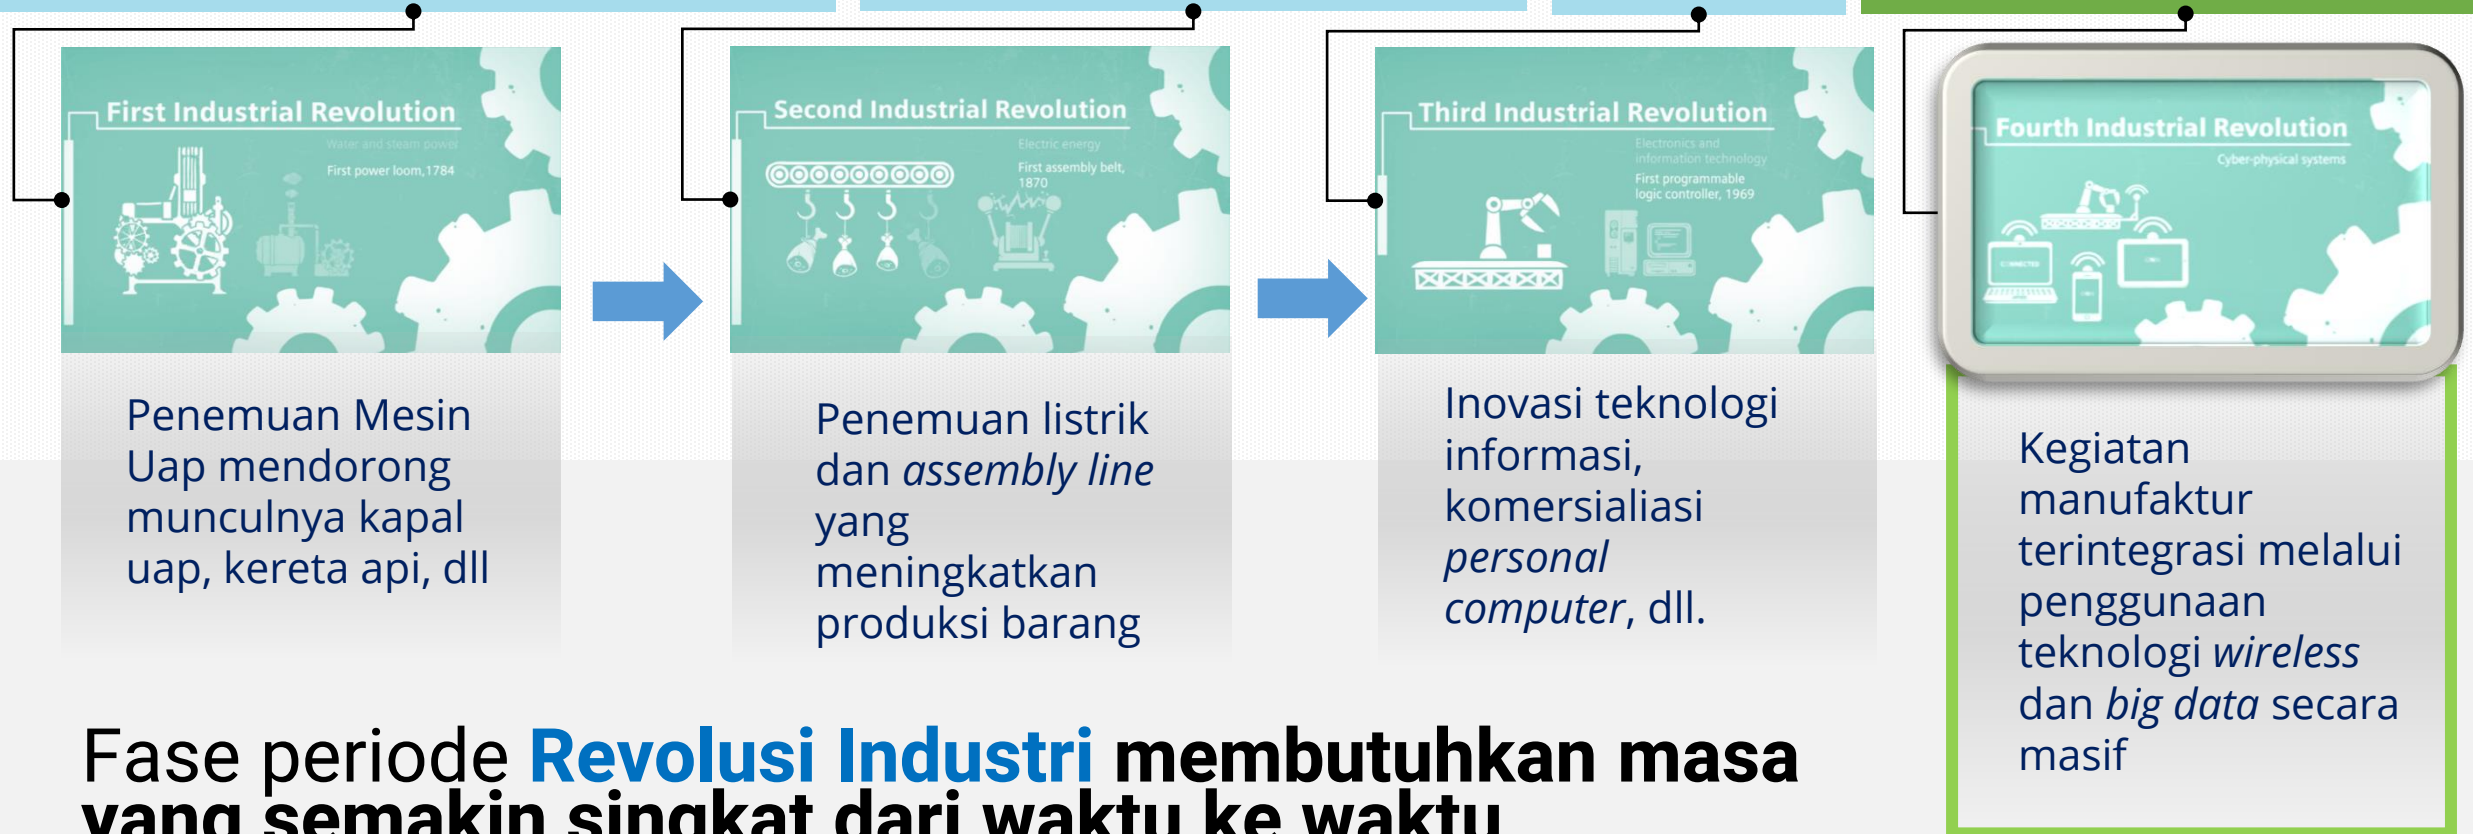 First Industrial Revolution
Water and steam power
First power loom,1784
Second Industrial Revolution
Electric energy
First assembly belt,
1870
Third Industrial Revolution
Electronics and
information technology
First programmable
logic controller, 1969
Fourth Industrial Revolution
Cyber-physical systems
CONNECTED
Penemuan Mesin
Uap mendorong
munculnya kapal
uap, kereta api, dll
Penemuan listrik
dan assembly line
yang
meningkatkan
produksi barang
Inovasi teknologi
informasi,
komersialiasi
personal
computer, dll.
Kegiatan
manufaktur
terintegrasi melalui
penggunaan
teknologi wireless
dan big data secara
masif
Fase periode Revolusi Industri membutuhkan masa
yang semakin singkat dari waktu ke waktu